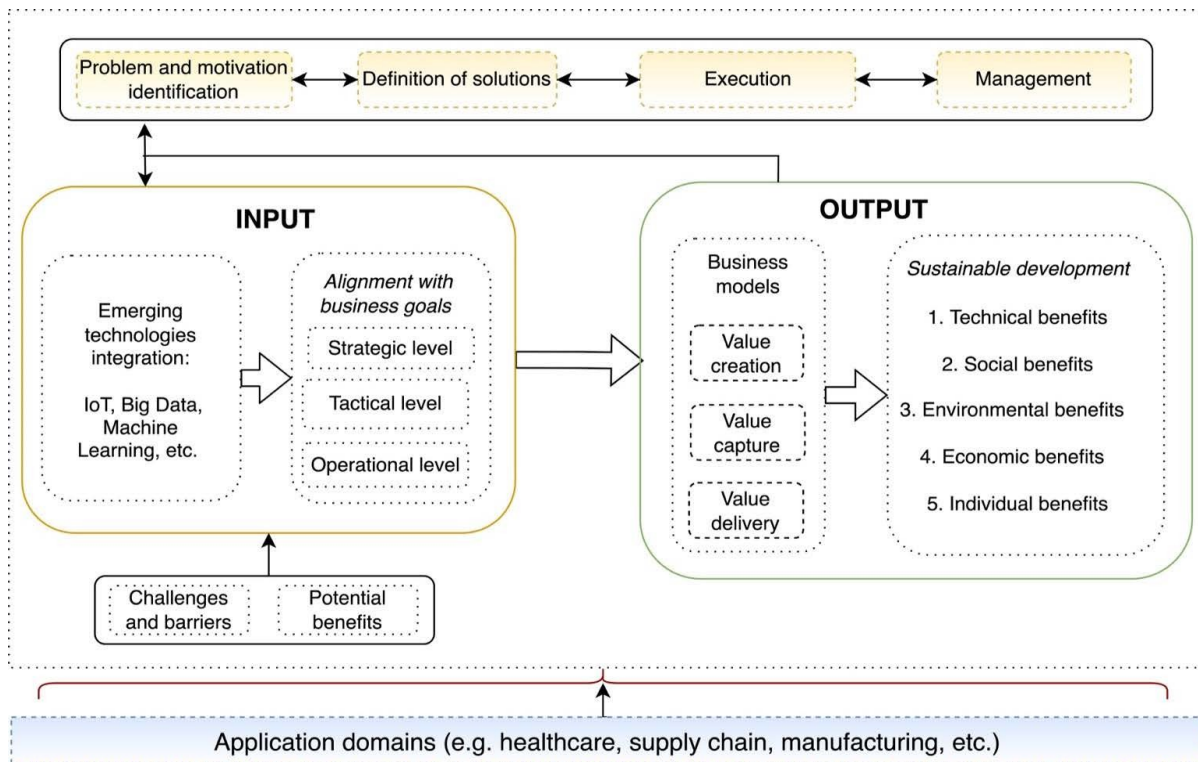 Problem and motivation
identification
Definition of solutions
Execution
Management
INPUT
Emerging
technologies
integration:
IoT, Big Data,
Machine
Learning, etc.
Alignment with
business goals
Strategic level
Tactical level
Operational level
OUTPUT
Business
models
Value
creation
Value
capture
Value
delivery
Sustainable development
1. Technical benefits
2. Social benefits
3. Environmental benefits
4. Economic benefits
5. Individual benefits
Challenges
and barriers
Potential
benefits
Application domains (e.g. healthcare, supply chain, manufacturing, etc.)